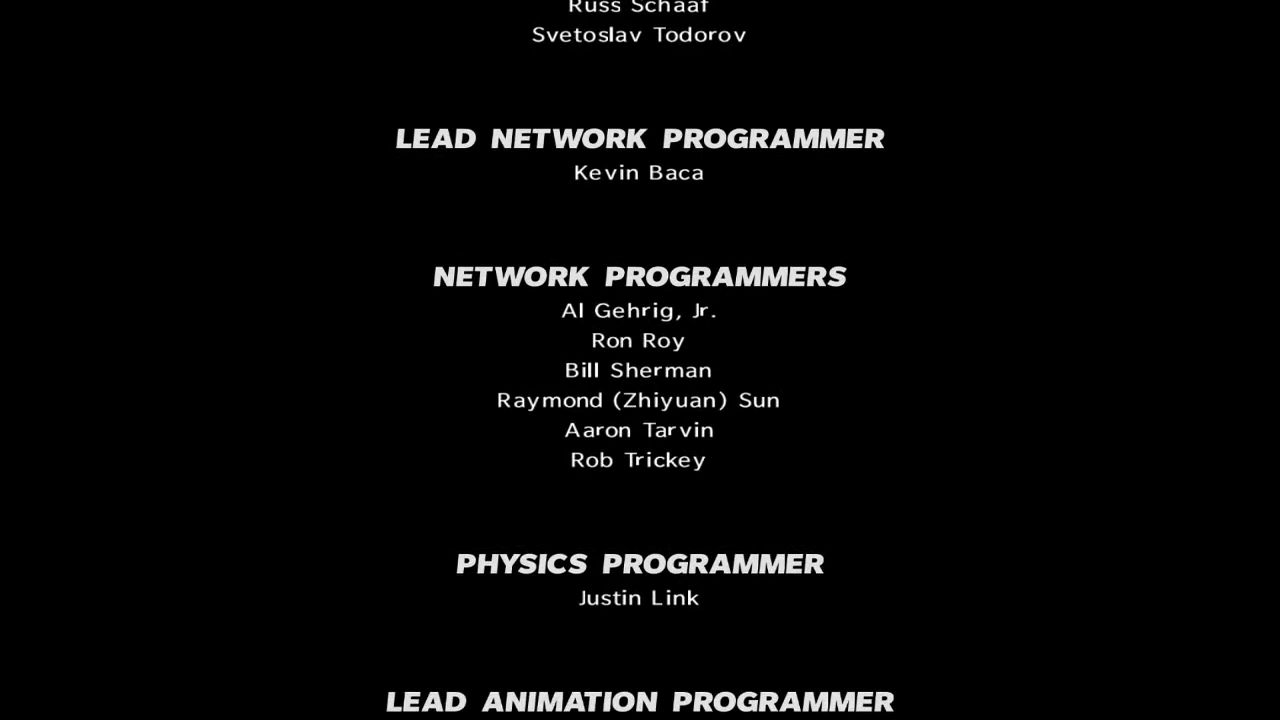 Russ Schaaf
Svetoslav Todorov
LEAD NETWORK PROGRAMMER
Kevin Baca
NETWORK PROGRAMMERS
Al Gehrig, Jr.
Ron Roy
Bill Sherman
Raymond (Zhiyuan) Sun
Aaron Tarvin
Rob Trickey
PHYSICS PROGRAMMER
Justin Link
LEAD ANIMATION PROGRAMMER